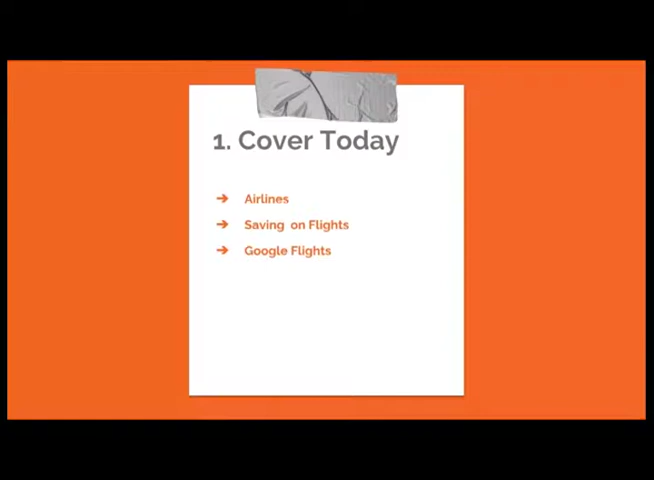 1. Cover Today
➔ Airlines
➔ Saving on Flights
➔ Google Flights